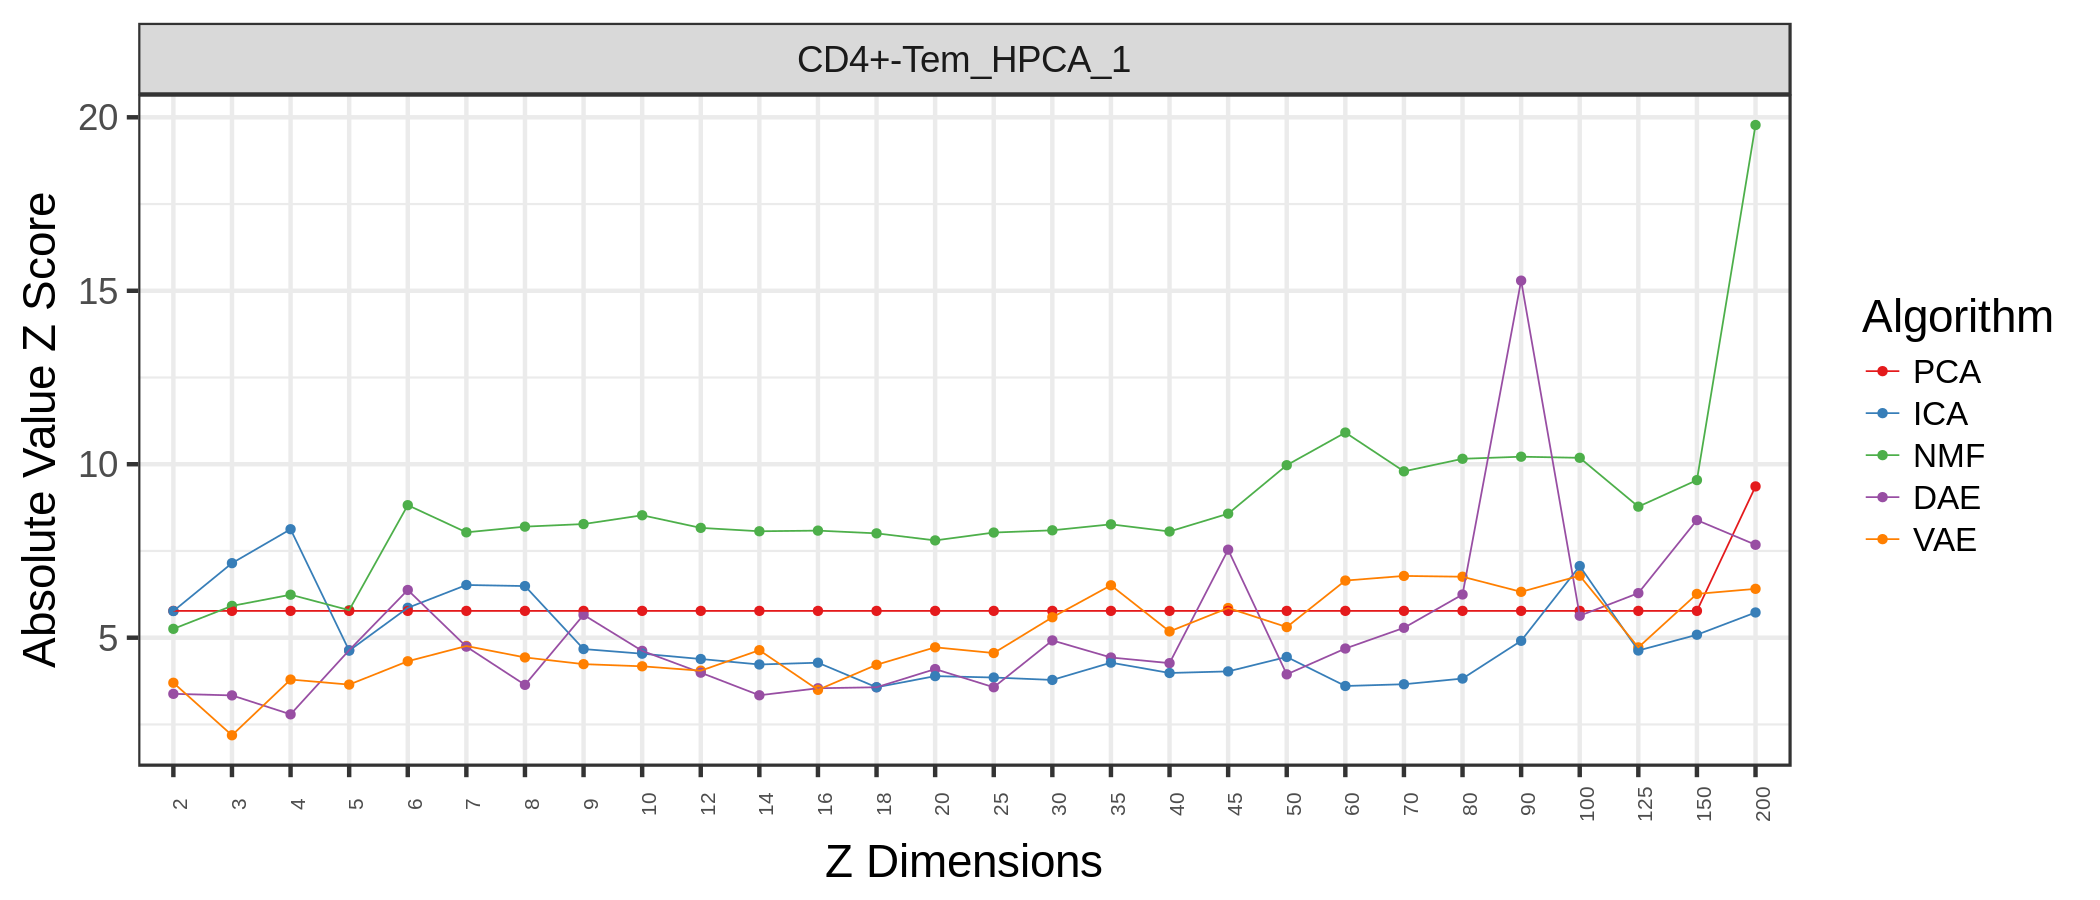 CD4+-Tem_HPCA_1
20
15
10
5
Absolute Value Z Score
2 3 4 5 6 7 8 9 10 12 14 16 18 20 25 30 35 40 45 50 60 70 80 90 100 125 150 200
Z Dimensions
Algorithm
PCA
ICA
NMF
DAE
VAE